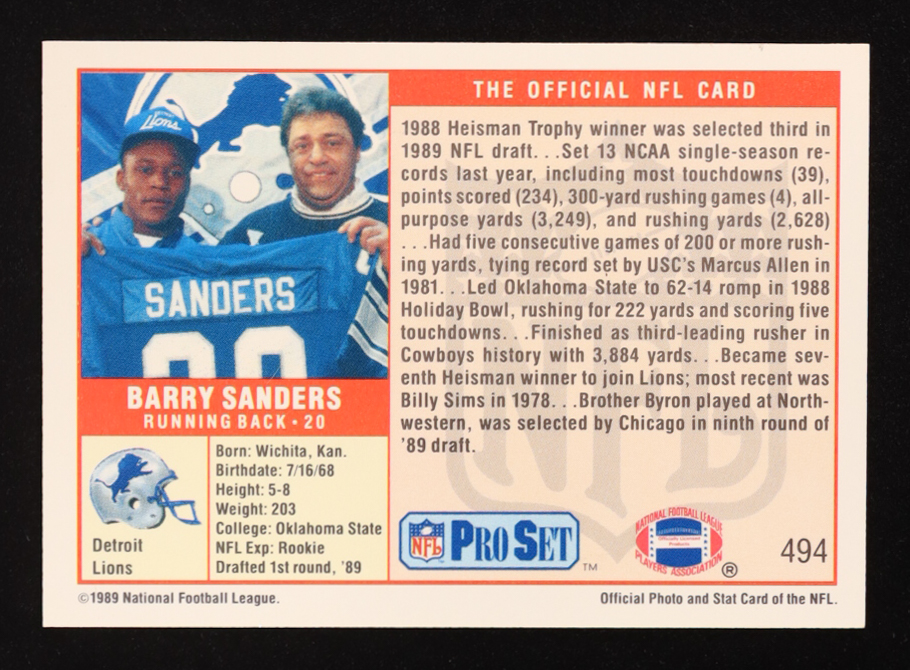 Lions
SANDERS
20
BARRY SANDERS
RUNNING BACK • 20
Detroit
Lions
Born: Wichita, Kan.
Birthdate: 7/16/68
Height: 5-8
Weight: 203
College: Oklahoma State
NFL Exp: Rookie
Drafted 1st round, '89
THE OFFICIAL NFL CARD
1988 Heisman Trophy winner was selected third in
1989 NFL draft. . .Set 13 NCAA single-season re-
cords last year, including most touchdowns (39),
points scored (234), 300-yard rushing games (4), all-
purpose yards (3,249), and rushing yards (2,628)
. . .Had five consecutive games of 200 or more rush-
ing yards, tying record set by USC's Marcus Allen in
1981. . .Led Oklahoma State to 62-14 romp in 1988
Holiday Bowl, rushing for 222 yards and scoring five
touchdowns. . .Finished as third-leading rusher in
Cowboys history with 3,884 yards. . .Became sev-
enth Heisman winner to join Lions; most recent was
Billy Sims in 1978. . .Brother Byron played at North-
western, was selected by Chicago in ninth round of
'89 draft.
NFL
NFL PRO SET ™
NATIONAL FOOTBALL LEAGUE
Officially Licensed
Products
PLAYERS ASSOCIATION ®
494
©1989 National Football League.
Official Photo and Stat Card of the NFL.